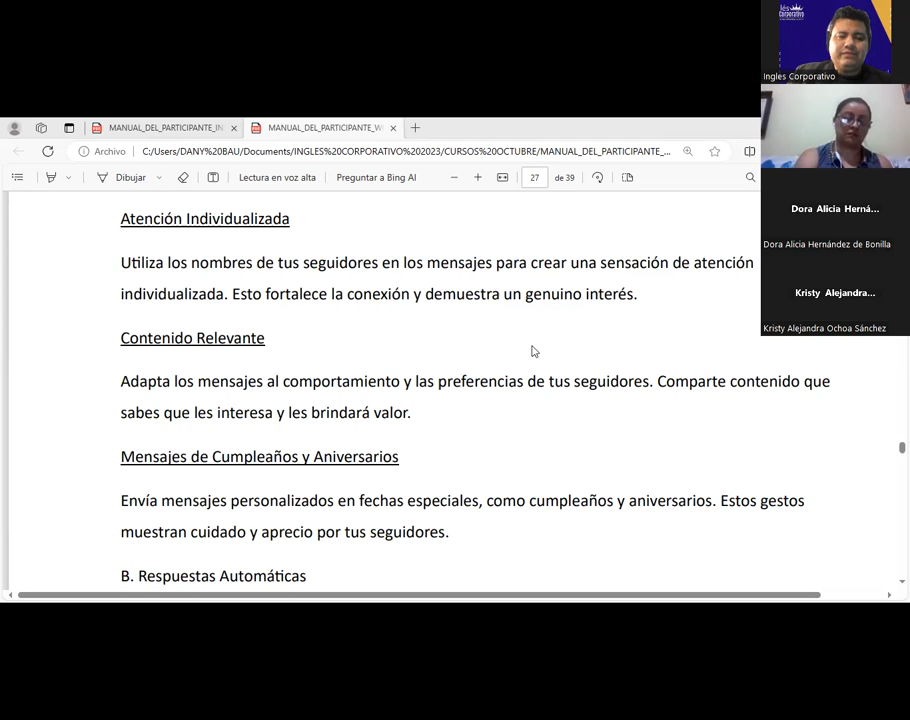 lés
Corporativo
Ingles Corporativo
MANUAL_DEL_PARTICIPANTE_IN
MANUAL_DEL_PARTICIPANTE_W
Archivo
C:/Users/DANY%20BAU/Documents/INGLES%20CORPORATIVO%202023/CURSOS%20OCTUBRE/MANUAL_DEL_PARTICIPANTE_...
Dibujar
Lectura en voz alta
Preguntar a Bing AI
27
de 39
Dora Alicia Herná...
Dora Alicia Hernández de Bonilla
Kristy Alejandra...
Kristy Alejandra Ochoa Sánchez
Atención Individualizada
Utiliza los nombres de tus seguidores en los mensajes para crear una sensación de atención
individualizada. Esto fortalece la conexión y demuestra un genuino interés.
Contenido Relevante
Adapta los mensajes al comportamiento y las preferencias de tus seguidores. Comparte contenido que
sabes que les interesa y les brindará valor.
Mensajes de Cumpleaños y Aniversarios
Envía mensajes personalizados en fechas especiales, como cumpleaños y aniversarios. Estos gestos
muestran cuidado y aprecio por tus seguidores.
B. Respuestas Automáticas